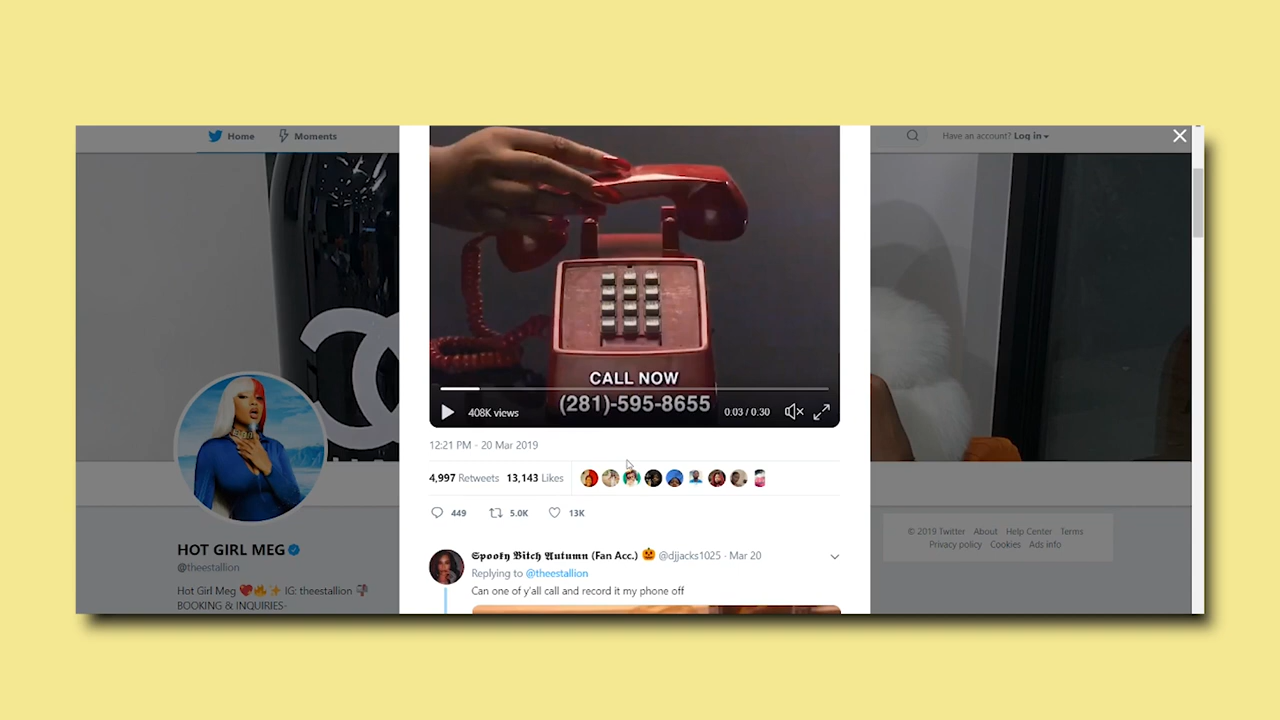 Home Moments
Have an account? Log in
CALL NOW
(281)-595-8655
408K views
0:03 / 0:30
12:21 PM - 20 Mar 2019
4,997 Retweets 13,143 Likes
449 5.0K 13K
𝕾𝖕𝖔𝖔𝖐𝖞 𝕭𝖎𝖙𝖈𝖍 𝕬𝖚𝖙𝖚𝖒𝖓 (Fan Acc.) 🎃 @djjacks1025 · Mar 20
Replying to @theestallion
Can one of y'all call and record it my phone off
HOT GIRL MEG
@theestallion
Hot Girl Meg 💖🔥✨ IG: theestallion 📬
BOOKING & INQUIRIES-
© 2019 Twitter About Help Center Terms
Privacy policy Cookies Ads info